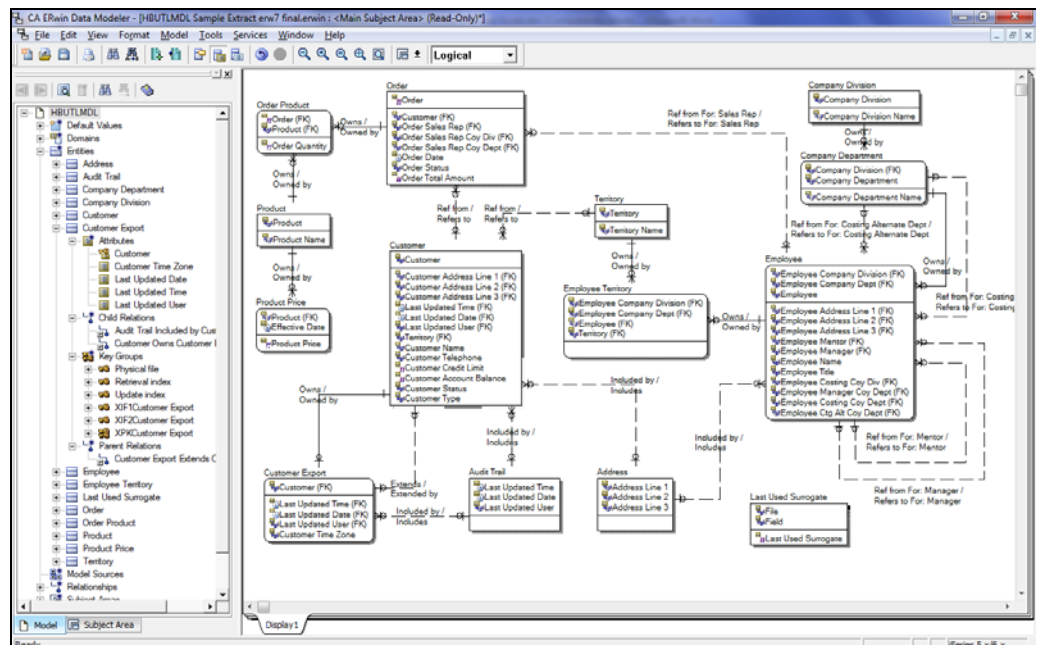 CA ERwin Data Modeler - [HBUTLMDL Sample Extract erw7 final.erwin : <Main Subject Area> (Read-Only)*]
File Edit View Format Model Tools Services Window Help
Logical
HBUTLMDL
Default Values
Domains
Entities
Address
Audit Trail
Company Department
Company Division
Customer
Customer Export
Attributes
Customer
Customer Time Zone
Last Updated Date
Last Updated Time
Last Updated User
Child Relations
Audit Trail Included by Cus
Customer Owns Customer
Key Groups
Physical file
Retrieval index
Update index
XIF1Customer Export
XIF2Customer Export
XPKCustomer Export
Parent Relations
Customer Export Extends C
Employee
Employee Territory
Last Used Surrogate
Order
Order Product
Product
Product Price
Territory
Model Sources
Relationships
Subject Areas
Model Subject Area
Order Product
Order (FK)
Product (FK)
Order Quantity
Owns /
Owned by
Order
Order
Customer (FK)
Order Sales Rep (FK)
Order Sales Rep Coy Div (FK)
Order Sales Rep Coy Dept (FK)
Order Date
Order Status
Order Total Amount
Ref from For: Sales Rep /
Refers to For: Sales Rep
Company Division
Company Division
Company Division Name
Owns /
Owned by
Company Department
Company Division (FK)
Company Department
Company Department Name
Owns /
Owned by
Product
Product
Product Name
Ref from /
Refers to
Ref from /
Refers to
Territory
Territory
Territory Name
Ref from For: Costing Alternate Dept /
Refers to For: Costing Alternate Dept
Owns /
Owned by
Product Price
Product (FK)
Effective Date
Product Price
Customer
Customer
Customer Address Line 1 (FK)
Customer Address Line 2 (FK)
Customer Address Line 3 (FK)
Last Updated Time (FK)
Last Updated Date (FK)
Last Updated User (FK)
Territory (FK)
Customer Name
Customer Telephone
Customer Credit Limit
Customer Account Balance
Customer Status
Customer Type
Owns /
Owned by
Employee Territory
Employee Company Division (FK)
Employee Company Dept (FK)
Employee (FK)
Territory (FK)
Owns /
Owned by
Employee
Employee Company Division (FK)
Employee Company Dept (FK)
Employee
Employee Address Line 1 (FK)
Employee Address Line 2 (FK)
Employee Address Line 3 (FK)
Employee Mentor (FK)
Employee Manager (FK)
Employee Name
Employee Title
Employee Costing Coy Div (FK)
Employee Manager Coy Dept (FK)
Employee Costing Coy Dept (FK)
Employee Ctg Alt Coy Dept (FK)
Owns /
Owned by
Ref from For: Costing
Refers to For: Costing
Owns /
Owned by
Included by /
Includes
Included by /
Includes
Included by /
Includes
Ref from For: Mentor /
Refers to For: Mentor
Ref from For: Manager /
Refers to For: Manager
Customer Export
Customer (FK)
Last Updated Time (FK)
Last Updated Date (FK)
Last Updated User (FK)
Customer Time Zone
Extends /
Extended by
Included by /
Includes
Audit Trail
Last Updated Time
Last Updated Date
Last Updated User
Address
Address Line 1
Address Line 2
Address Line 3
Last Used Surrogate
File
Field
Last Used Surrogate
Display1
Ready